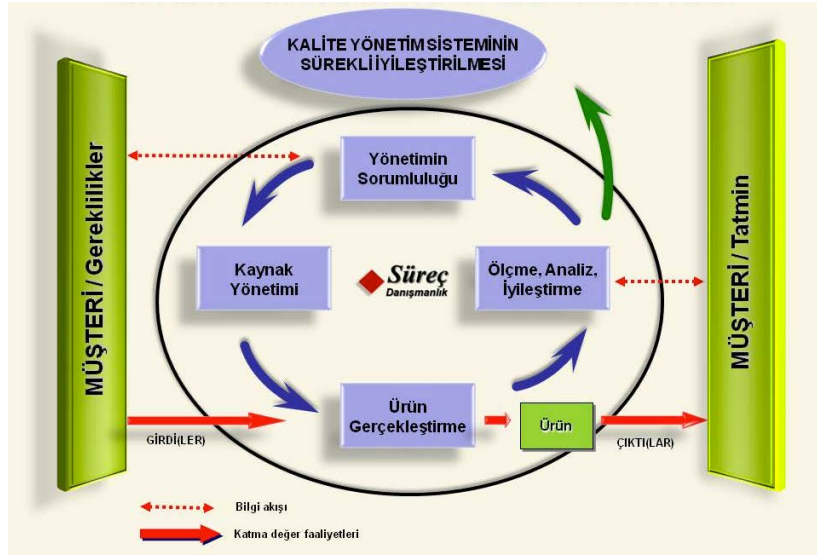 KALİTE YÖNETİM SİSTEMİNİN
SÜREKLİ İYİLEŞTİRİLMESİ
MÜŞTERİ / Gereklilikler
Yönetimin
Sorumluluğu
Kaynak
Yönetimi
Süreç
Danışmanlık
Ölçme, Analiz,
İyileştirme
MÜŞTERİ / Tatmin
Ürün
Gerçekleştirme
Ürün
GİRDİ(LER)
ÇIKTI(LAR)
Bilgi akışı
Katma değer faaliyetleri